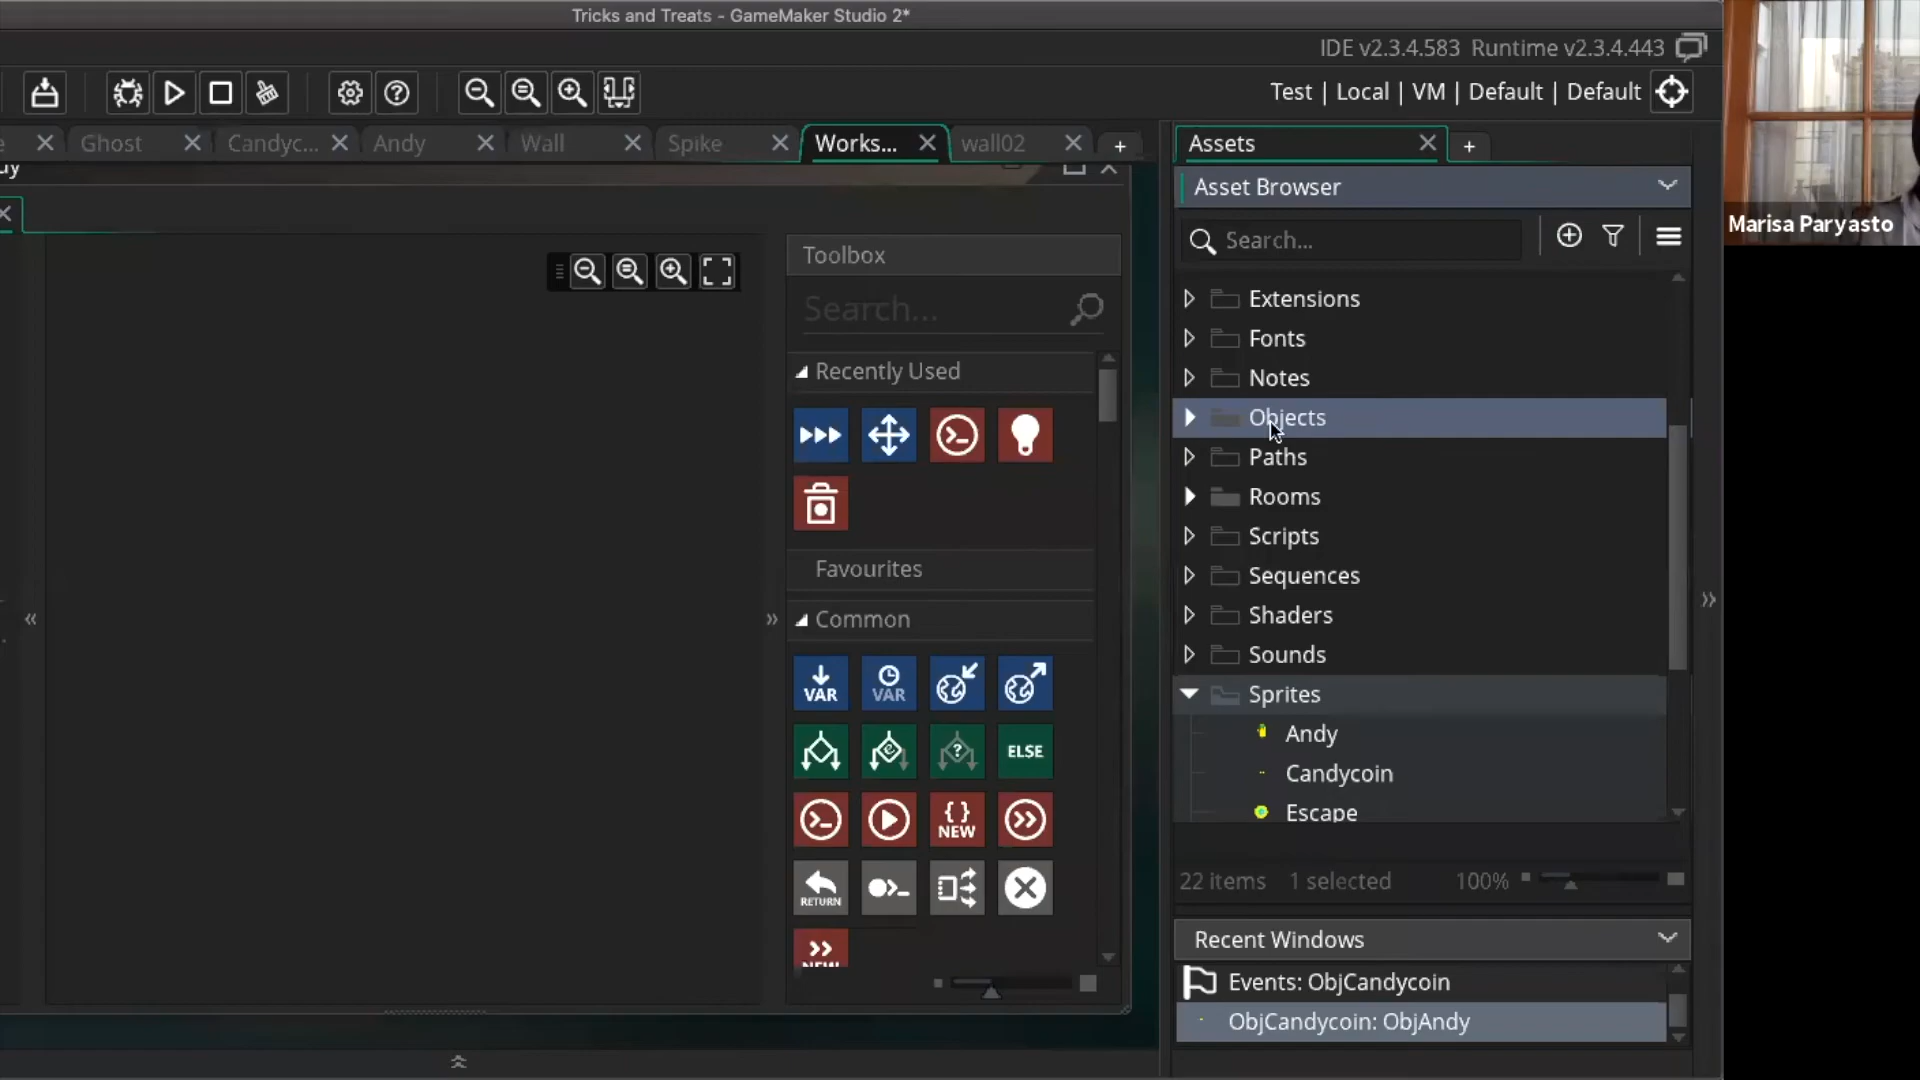 Tricks and Treats - GameMaker Studio 2*
IDE v2.3.4.583 Runtime v2.3.4.443
Test | Local | VM | Default | Default
e
Ghost
Candyc...
Andy
Wall
Spike
Works...
wall02
Assets
dy
Asset Browser
Marisa Paryasto
Search...
Toolbox
Search...
Extensions
Fonts
Recently Used
Notes
Objects
Paths
Rooms
Scripts
Favourites
Sequences
Common
Shaders
Sounds
VAR
VAR
Sprites
Andy
ELSE
Candycoin
Escape
NEW
22 items 1 selected 100%
RETURN
Recent Windows
NEW!
Events: ObjCandycoin
ObjCandycoin: ObjAndy